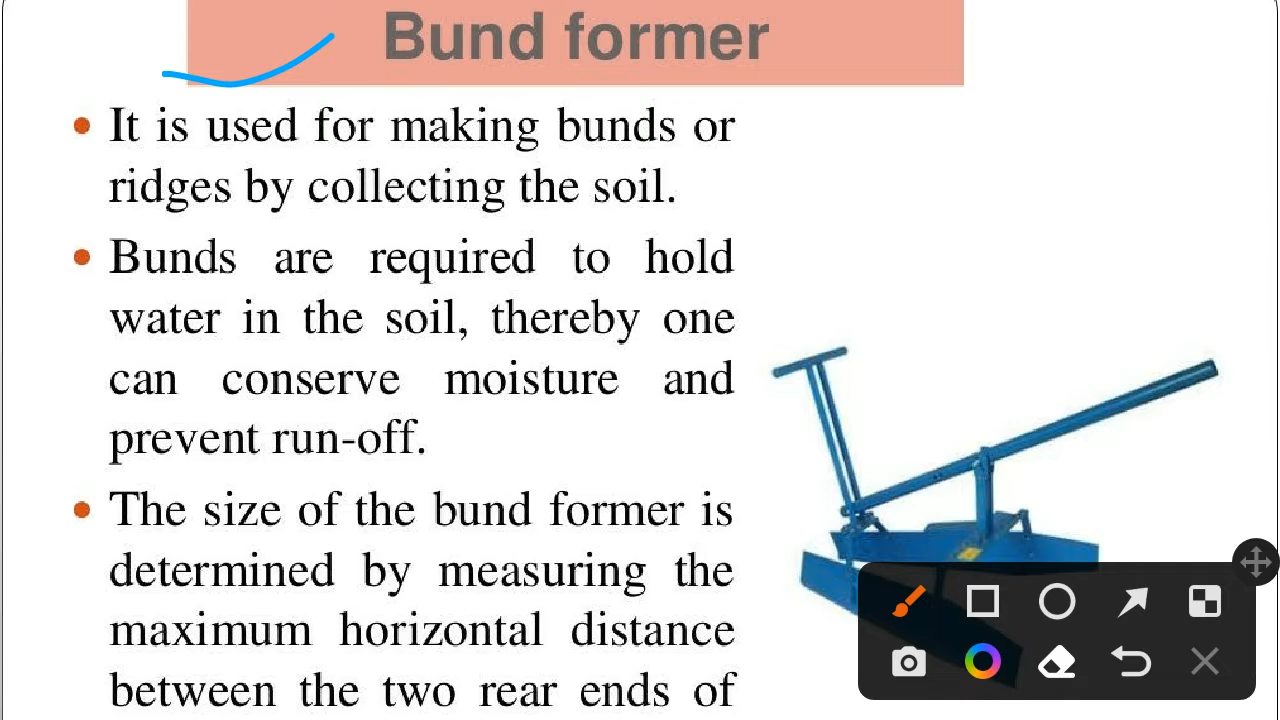 Bund former
It is used for making bunds or
ridges by collecting the soil.
Bunds are required to hold
water in the soil, thereby one
can conserve moisture and
prevent run-off.
The size of the bund former is
determined by measuring the
maximum horizontal distance
between the two rear ends of